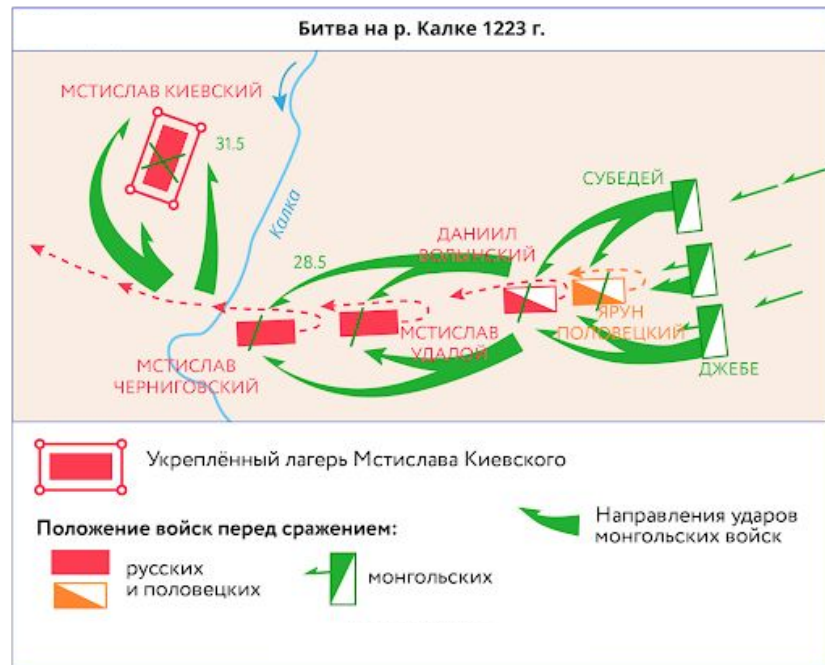 Битва на р. Калке 1223 г.
МСТИСЛАВ КИЕВСКИЙ
31.5
Калка
СУБЕДЕЙ
ДАНИИЛ
ВОЛЫНСКИЙ
28.5
ЯРУН
ПОЛОВЕЦКИЙ
МСТИСЛАВ
УДАЛОЙ
МСТИСЛАВ
ЧЕРНИГОВСКИЙ
ДЖЕБЕ
Укреплённый лагерь Мстислава Киевского
Положение войск перед сражением:
русских
и половецких
монгольских
Направления ударов
монгольских войск